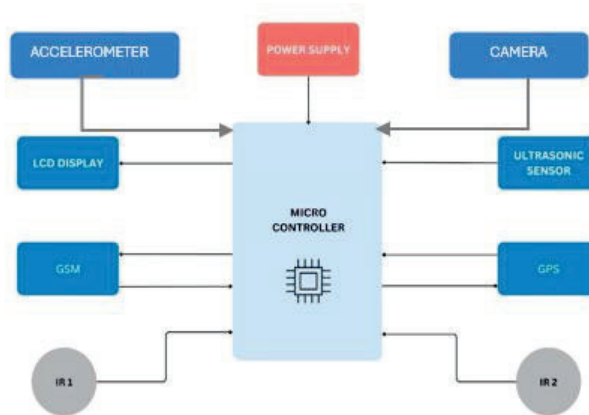 ACCELEROMETER
POWER SUPPLY
CAMERA
LCD DISPLAY
ULTRASONIC
SENSOR
MICRO
CONTROLLER
GSM
GPS
IR 1
IR 2